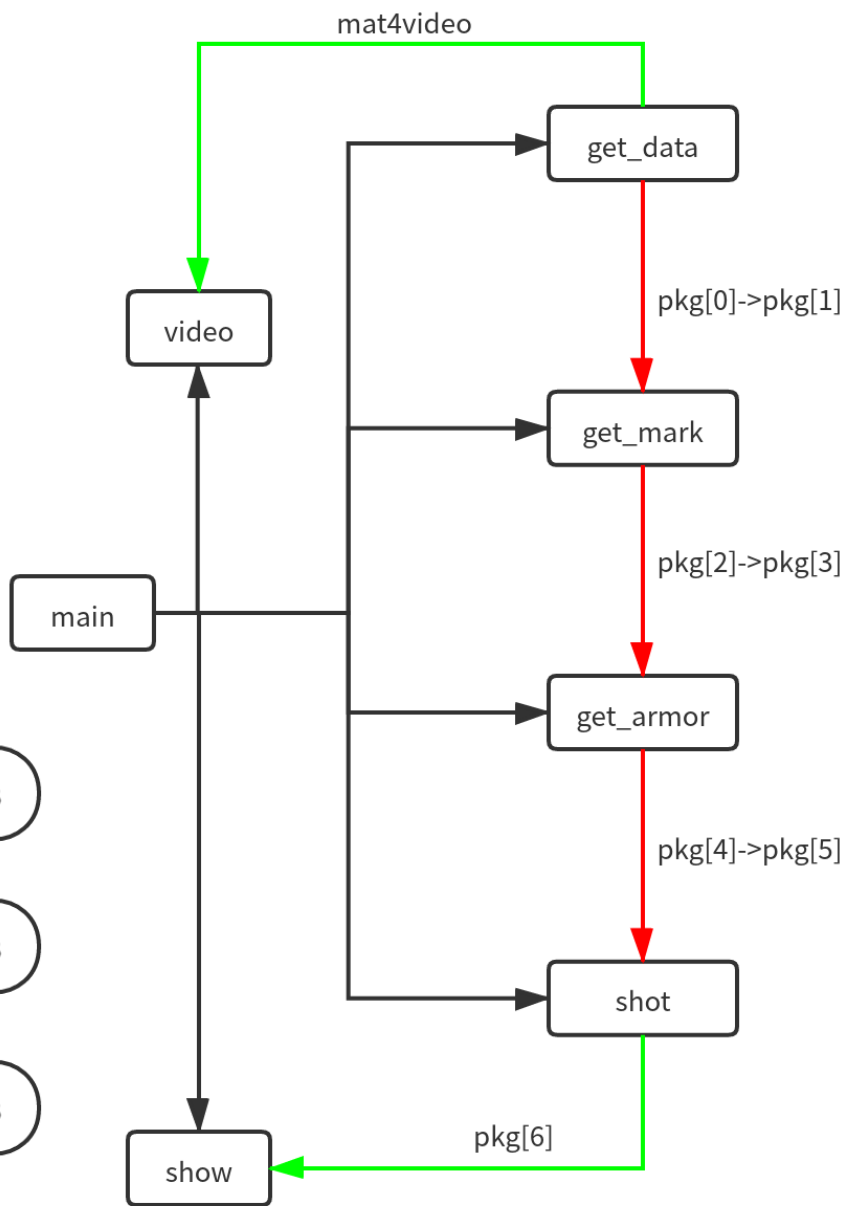 mat4video
get_data
pkg[0]->pkg[1]
video
get_mark
pkg[2]->pkg[3]
main
get_armor
pkg[4]->pkg[5]
shot
pkg[6]
show